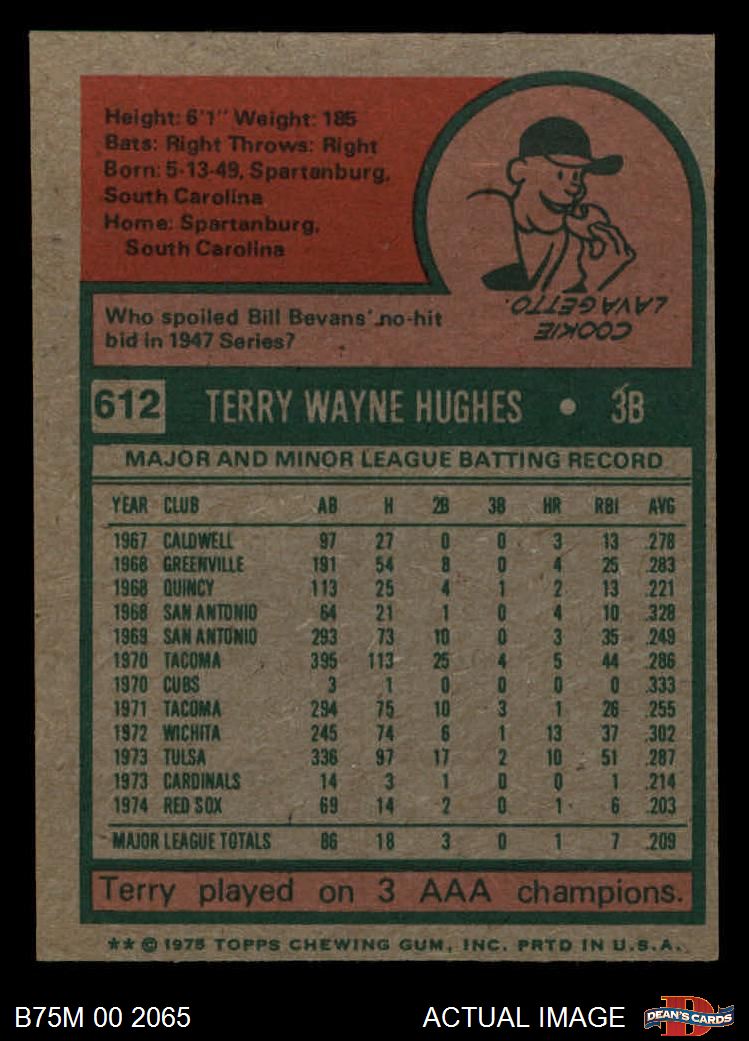 Height: 6'1" Weight: 185
Bats: Right Throws: Right
Born: 5-13-49, Spartanburg,
South Carolina
Home: Spartanburg,
South Carolina
Who spoiled Bill Bevans' no-hit
bid in 1947 Series?
COOKIE
LAVAGETTO.
612 TERRY WAYNE HUGHES • 3B
MAJOR AND MINOR LEAGUE BATTING RECORD
YEAR CLUB AB H 2B 3B HR RBI AVG
1967 CALDWELL 97 27 0 0 3 13 .278
1968 GREENVILLE 191 54 8 0 4 25 .283
1968 QUINCY 113 25 4 1 2 13 .221
1968 SAN ANTONIO 64 21 1 0 4 10 .328
1969 SAN ANTONIO 293 73 10 0 3 35 .249
1970 TACOMA 395 113 25 4 5 44 .286
1970 CUBS 3 1 0 0 0 0 .333
1971 TACOMA 294 75 10 3 1 26 .255
1972 WICHITA 245 74 6 1 13 37 .302
1973 TULSA 336 97 17 2 10 51 .287
1973 CARDINALS 14 3 1 0 0 1 .214
1974 RED SOX 69 14 2 0 1 6 .203
MAJOR LEAGUE TOTALS 86 18 3 0 1 7 .209
Terry played on 3 AAA champions.
** © 1975 TOPPS CHEWING GUM, INC. PRTD IN U.S.A.
B75M 00 2065 ACTUAL IMAGE D DEAN'S CARDS